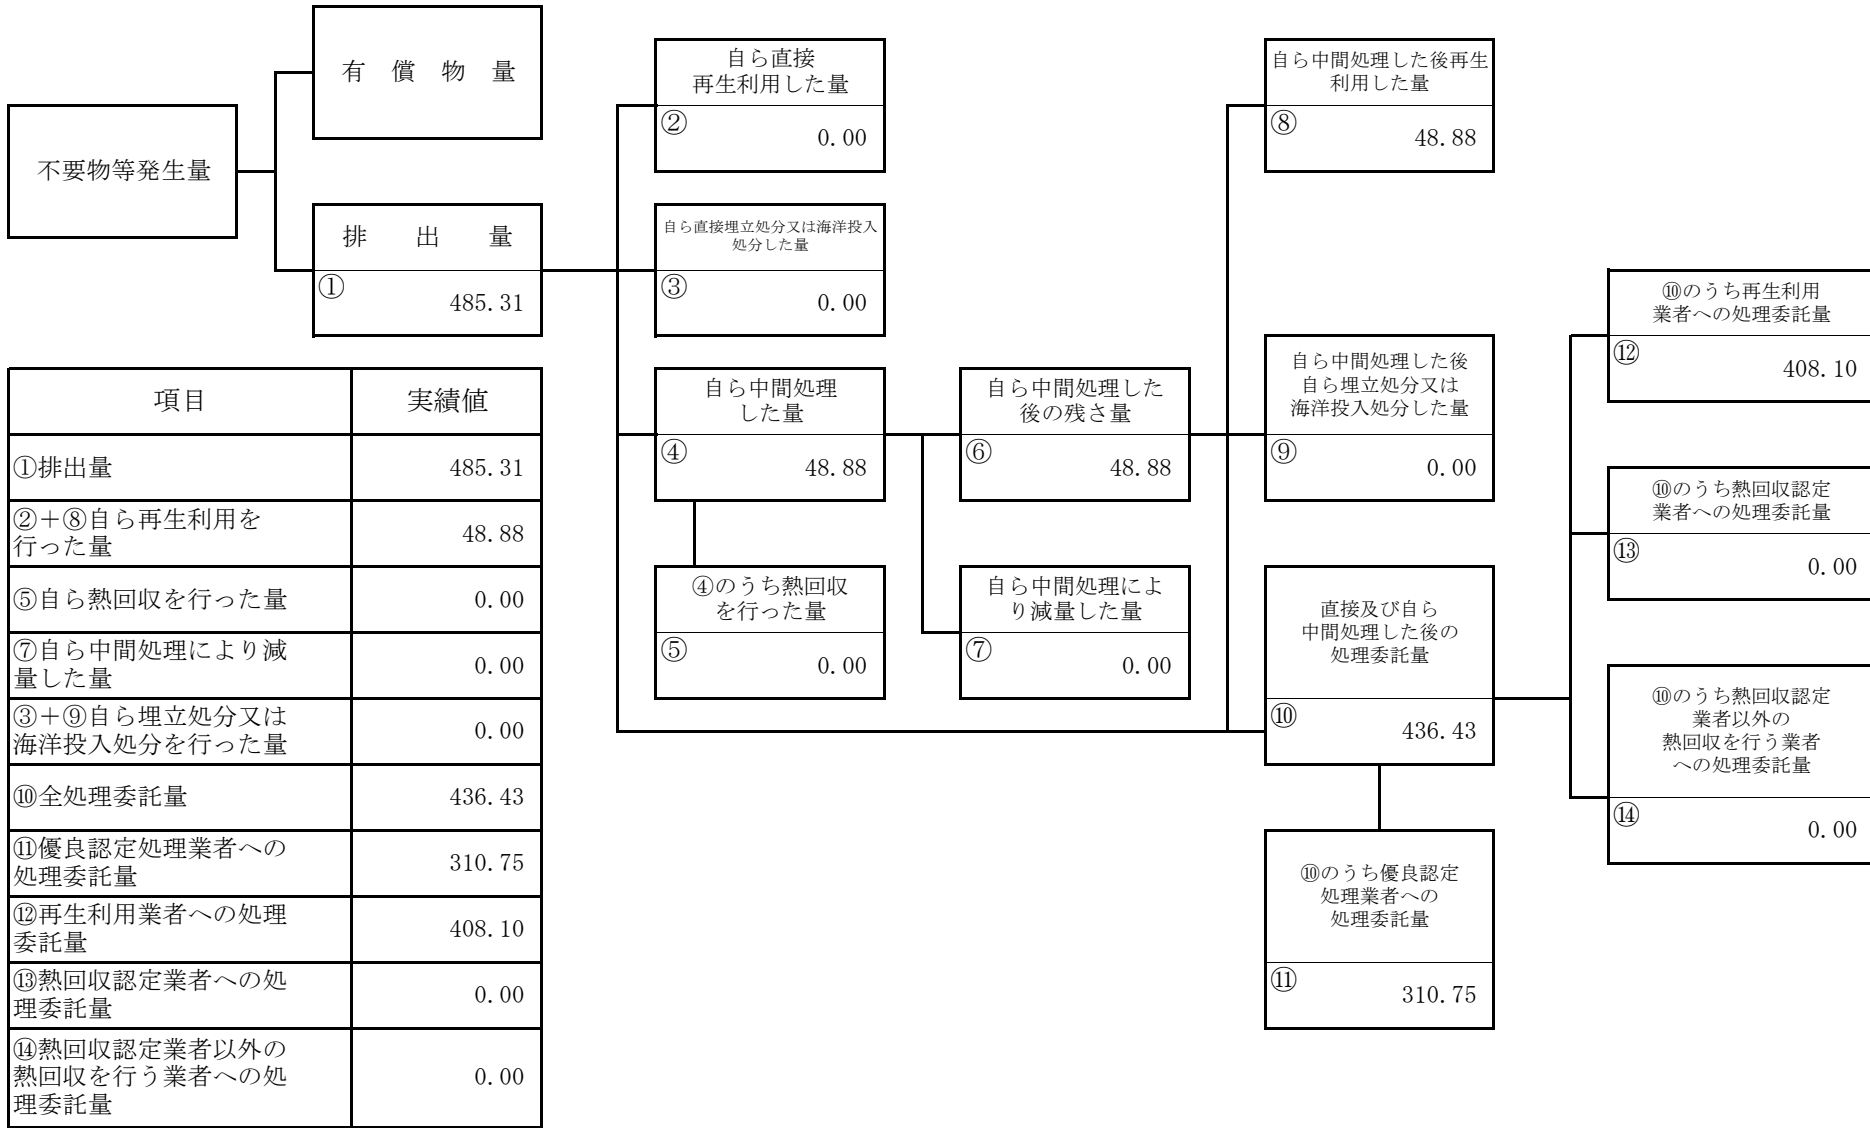 不要物等発生量
有 償 物 量
排 出 量
① 485.31
自ら直接
再生利用した量
② 0.00
自ら直接埋立処分又は海洋投入
処分した量
③ 0.00
自ら中間処理
した量
④ 48.88
④のうち熱回収
を行った量
⑤ 0.00
自ら中間処理した
後の残さ量
⑥ 48.88
自ら中間処理によ
り減量した量
⑦ 0.00
自ら中間処理した後再生
利用した量
⑧ 48.88
自ら中間処理した後
自ら埋立処分又は
海洋投入処分した量
⑨ 0.00
直接及び自ら
中間処理した後の
処理委託量
⑩ 436.43
⑩のうち優良認定
処理業者への
処理委託量
⑪ 310.75
⑩のうち再生利用
業者への処理委託量
⑫ 408.10
⑩のうち熱回収認定
業者への処理委託量
⑬ 0.00
⑩のうち熱回収認定
業者以外の
熱回収を行う業者
への処理委託量
⑭ 0.00
項目 実績値
①排出量 485.31
②+⑧自ら再生利用を
行った量 48.88
⑤自ら熱回収を行った量 0.00
⑦自ら中間処理により減
量した量 0.00
③+⑨自ら埋立処分又は
海洋投入処分を行った量 0.00
⑩全処理委託量 436.43
⑪優良認定処理業者への
処理委託量 310.75
⑫再生利用業者への処理
委託量 408.10
⑬熱回収認定業者への処
理委託量 0.00
⑭熱回収認定業者以外の
熱回収を行う業者への処
理委託量 0.00